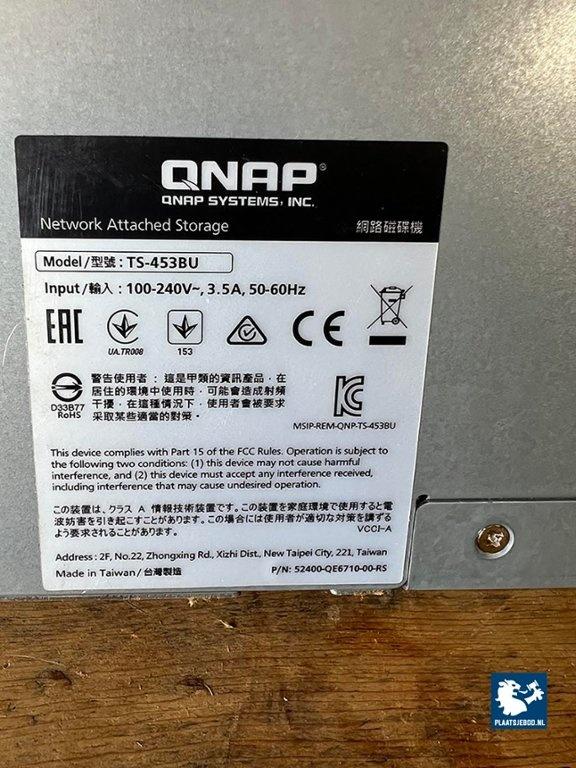 QNAP®
QNAP SYSTEMS, INC.
Network Attached Storage 網路磁碟機
Model/型號 : TS-453BU
Input/輸入 : 100-240V~, 3.5A, 50-60Hz
EAC
UA.TR008
153
CE
D33B77
RoHS
警告使用者 : 這是甲類的資訊產品，在
居住的環境中使用時，可能會造成射頻
干擾，在這種情況下，使用者會被要求
采取某些適當的對策。
MSIP-REM-QNP-TS-453BU
This device complies with Part 15 of the FCC Rules. Operation is subject to
the following two conditions: (1) this device may not cause harmful
interference, and (2) this device must accept any interference received,
including interference that may cause undesired operation.
この装置は、クラス A 情報技術装置です。この装置を家庭環境で使用すると電
波妨害を引き起こすことがあります。この場合には使用者が適切な対策を講ずる
よう要求されることがあります。
VCCI-A
Address : 2F, No.22, Zhongxing Rd., Xizhi Dist., New Taipei City, 221, Taiwan
Made in Taiwan / 台灣製造 P/N: 52400-QE6710-00-RS
PLAATSJEBOD.NL